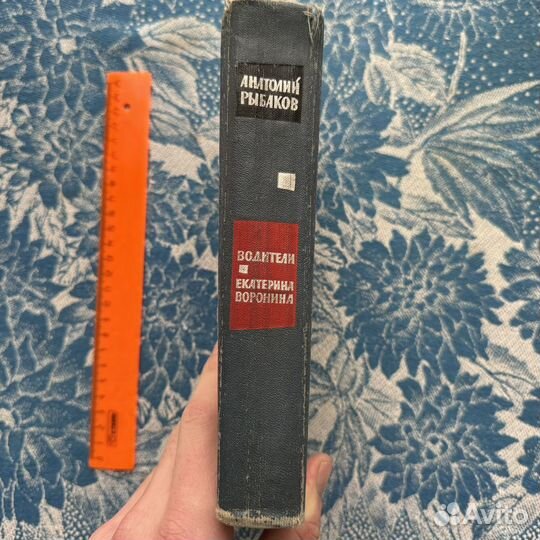 АНАТОЛИЙ
РЫБАКОВ
ВОДИТЕЛИ
ЕКАТЕРИНА
ВОРОНИНА
Avito